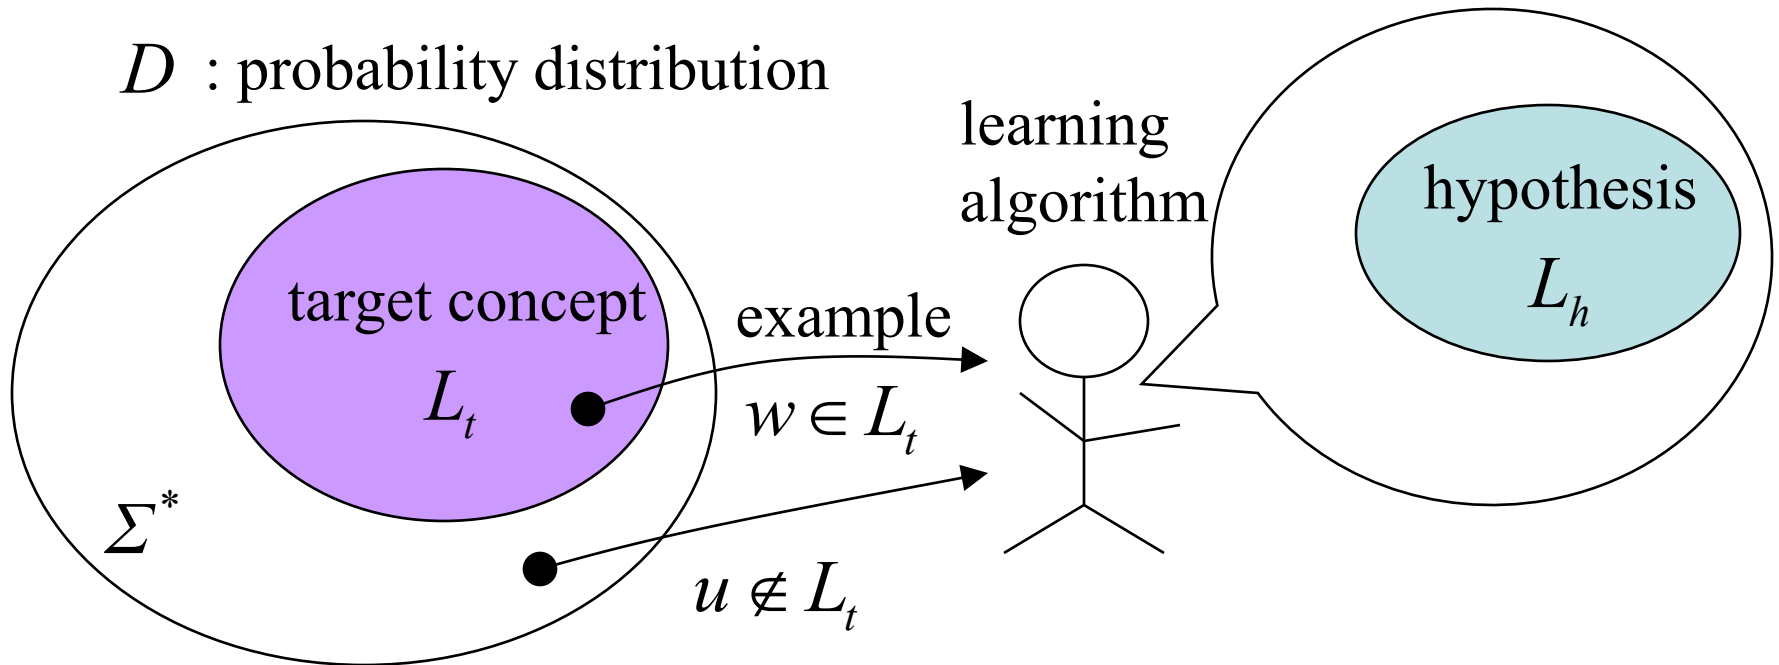 D : probability distribution
learning
algorithm
hypothesis
L_h
target concept
L_t
example
w ∈ L_t
Σ*
u ∉ L_t